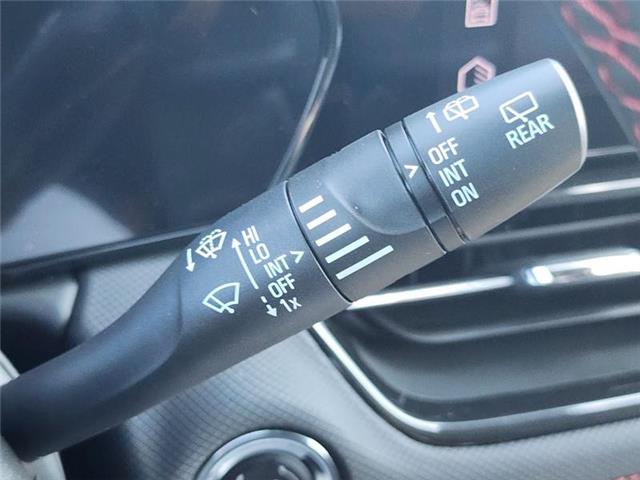 OFF
INT
ON
REAR
HI
LO
INT >
OFF
1x